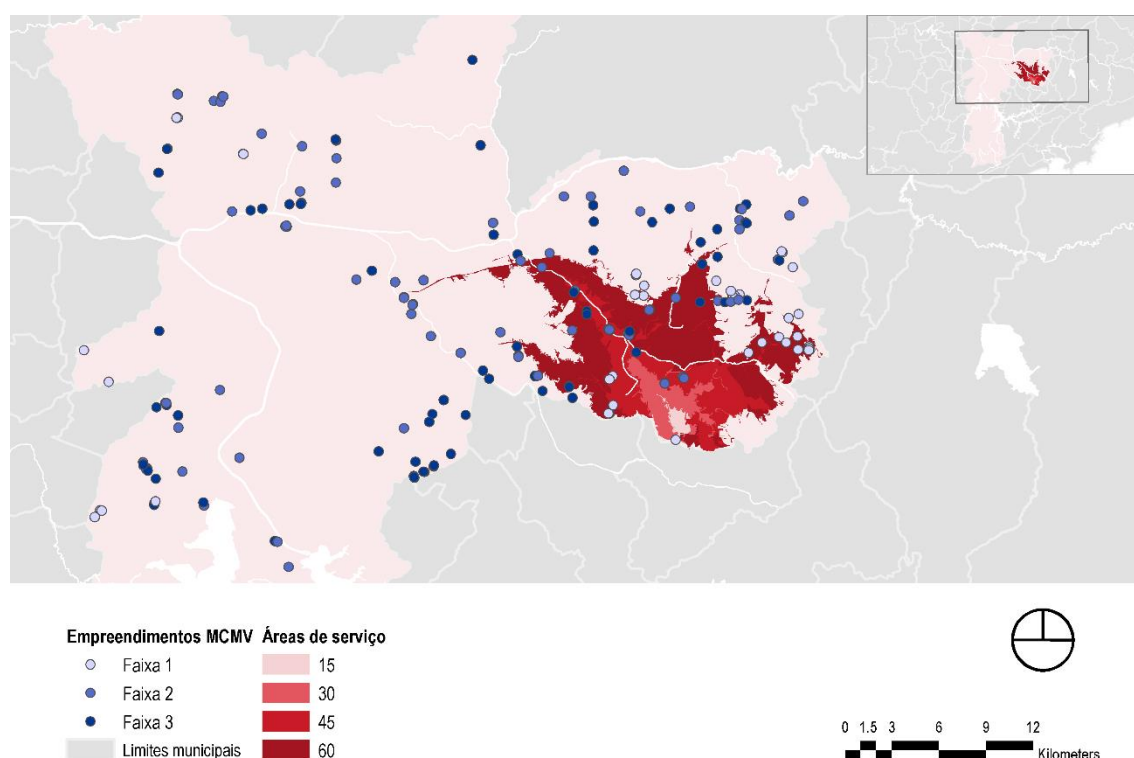 Empreendimentos MCMV Áreas de serviço
Faixa 1 15
Faixa 2 30
Faixa 3 45
Limites municipais 60
0 1.5 3 6 9 12
Kilometers